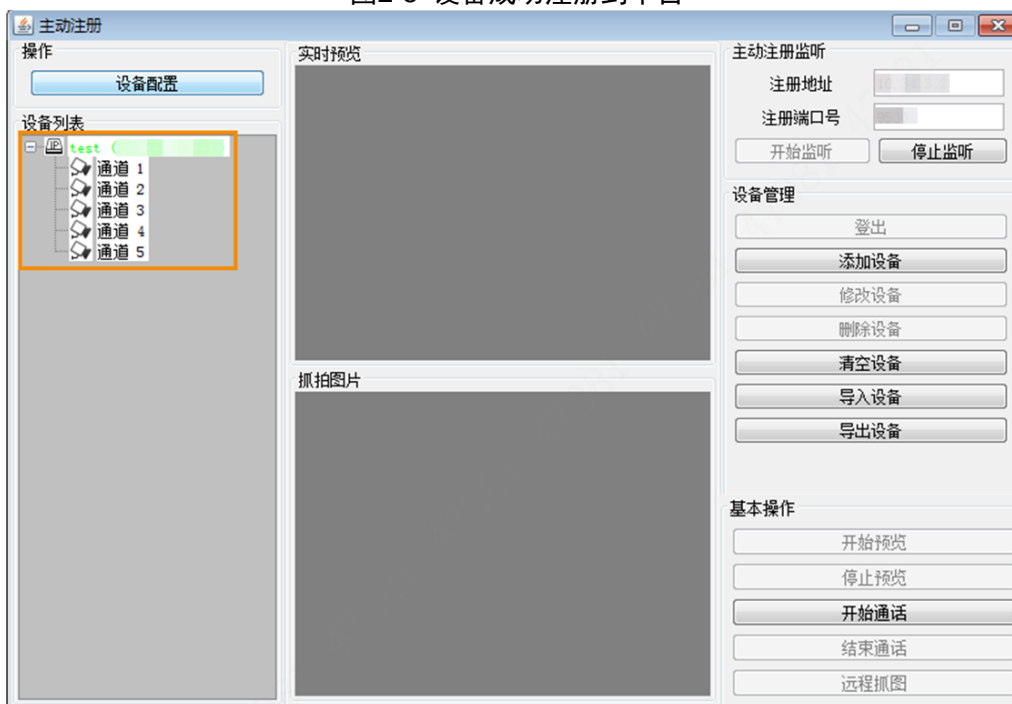 主动注册
操作
设备配置
设备列表
test (
通道 1
通道 2
通道 3
通道 4
通道 5
实时预览
抓拍图片
主动注册监听
注册地址
注册端口号
开始监听
停止监听
设备管理
登出
添加设备
修改设备
删除设备
清空设备
导入设备
导出设备
基本操作
开始预览
停止预览
开始通话
结束通话
远程抓图